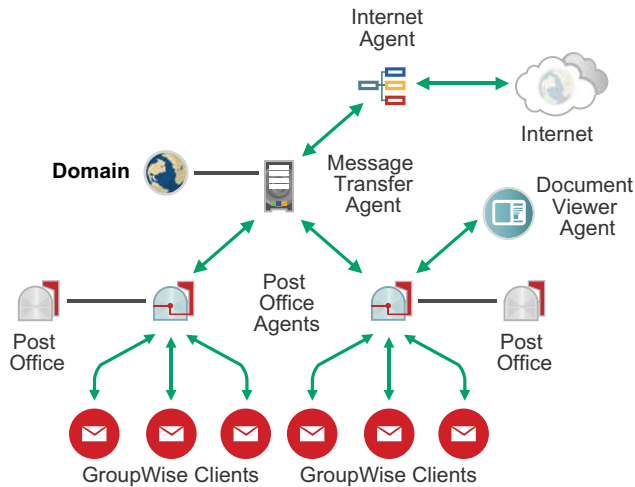 Internet
Agent
Internet
Domain
Message
Transfer
Agent
Document
Viewer
Agent
Post
Office
Post
Office
Agents
Post
Office
GroupWise Clients
GroupWise Clients